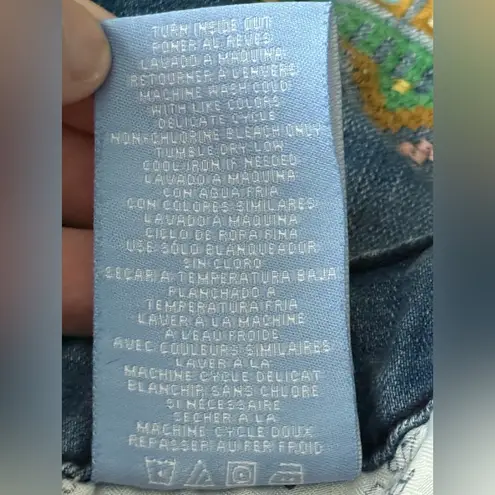 TURN INSIDE OUT
PONER AL REVES
LAVADO A MAQUINA
RETOURNER A L'ENVERS
MACHINE WASH COLD
WITH LIKE COLORS
DELICATE CYCLE
NON-CHLORINE BLEACH ONLY
TUMBLE DRY LOW
COOL IRON IF NEEDED
LAVADO A MAQUINA
CON AGUA FRIA
CON COLORES SIMILARES
LAVADO A MAQUINA
CICLO DE ROPA FINA
USE SOLO BLANQUEADOR
SIN CLORO
SECAR A TEMPERATURA BAJA
PLANCHADO A
TEMPERATURA FRIA
LAVER A LA MACHINE
A L'EAU FROIDE
AVEC COULEURS SIMILAIRES
LAVER A LA
MACHINE CYCLE DELICAT
BLANCHIR SANS CHLORE
SI NECESSAIRE
SECHER A LA
MACHINE CYCLE DOUX
REPASSER AU FER FROID